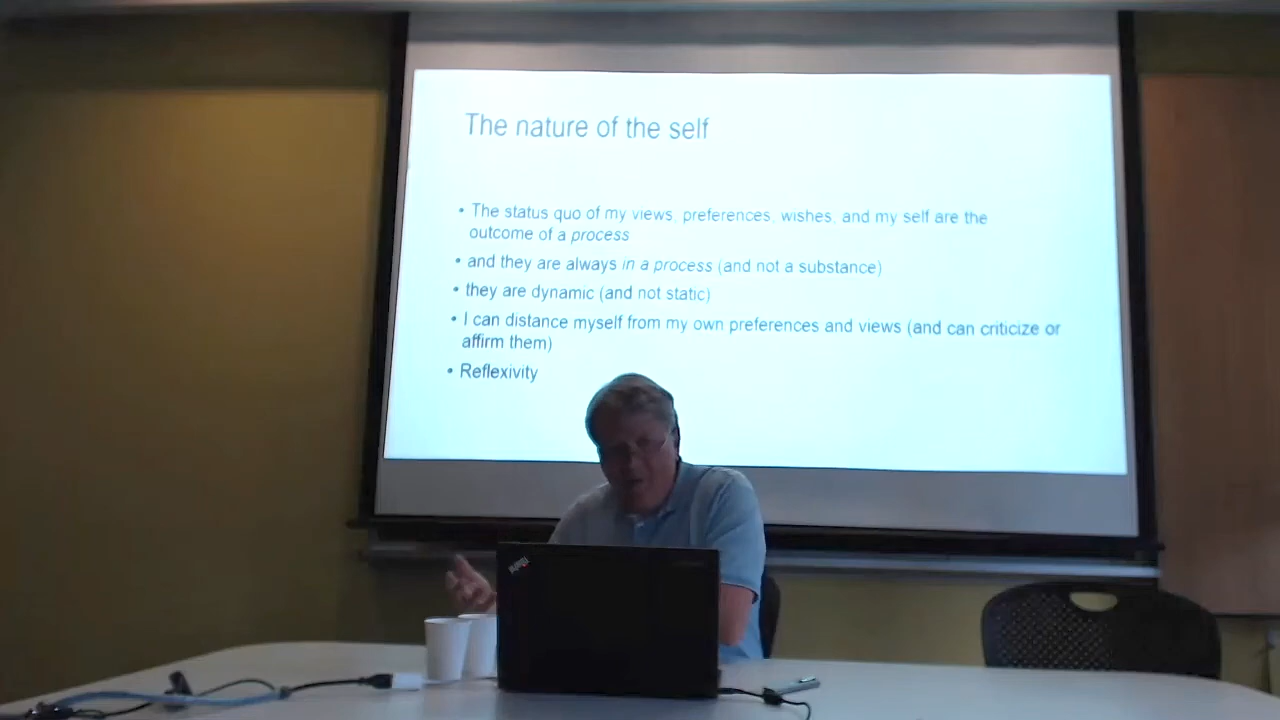 The nature of the self
• The status quo of my views, preferences, wishes, and my self are the
outcome of a process
• and they are always in a process (and not a substance)
• they are dynamic (and not static)
• I can distance myself from my own preferences and views (and can criticize or
affirm them)
• Reflexivity